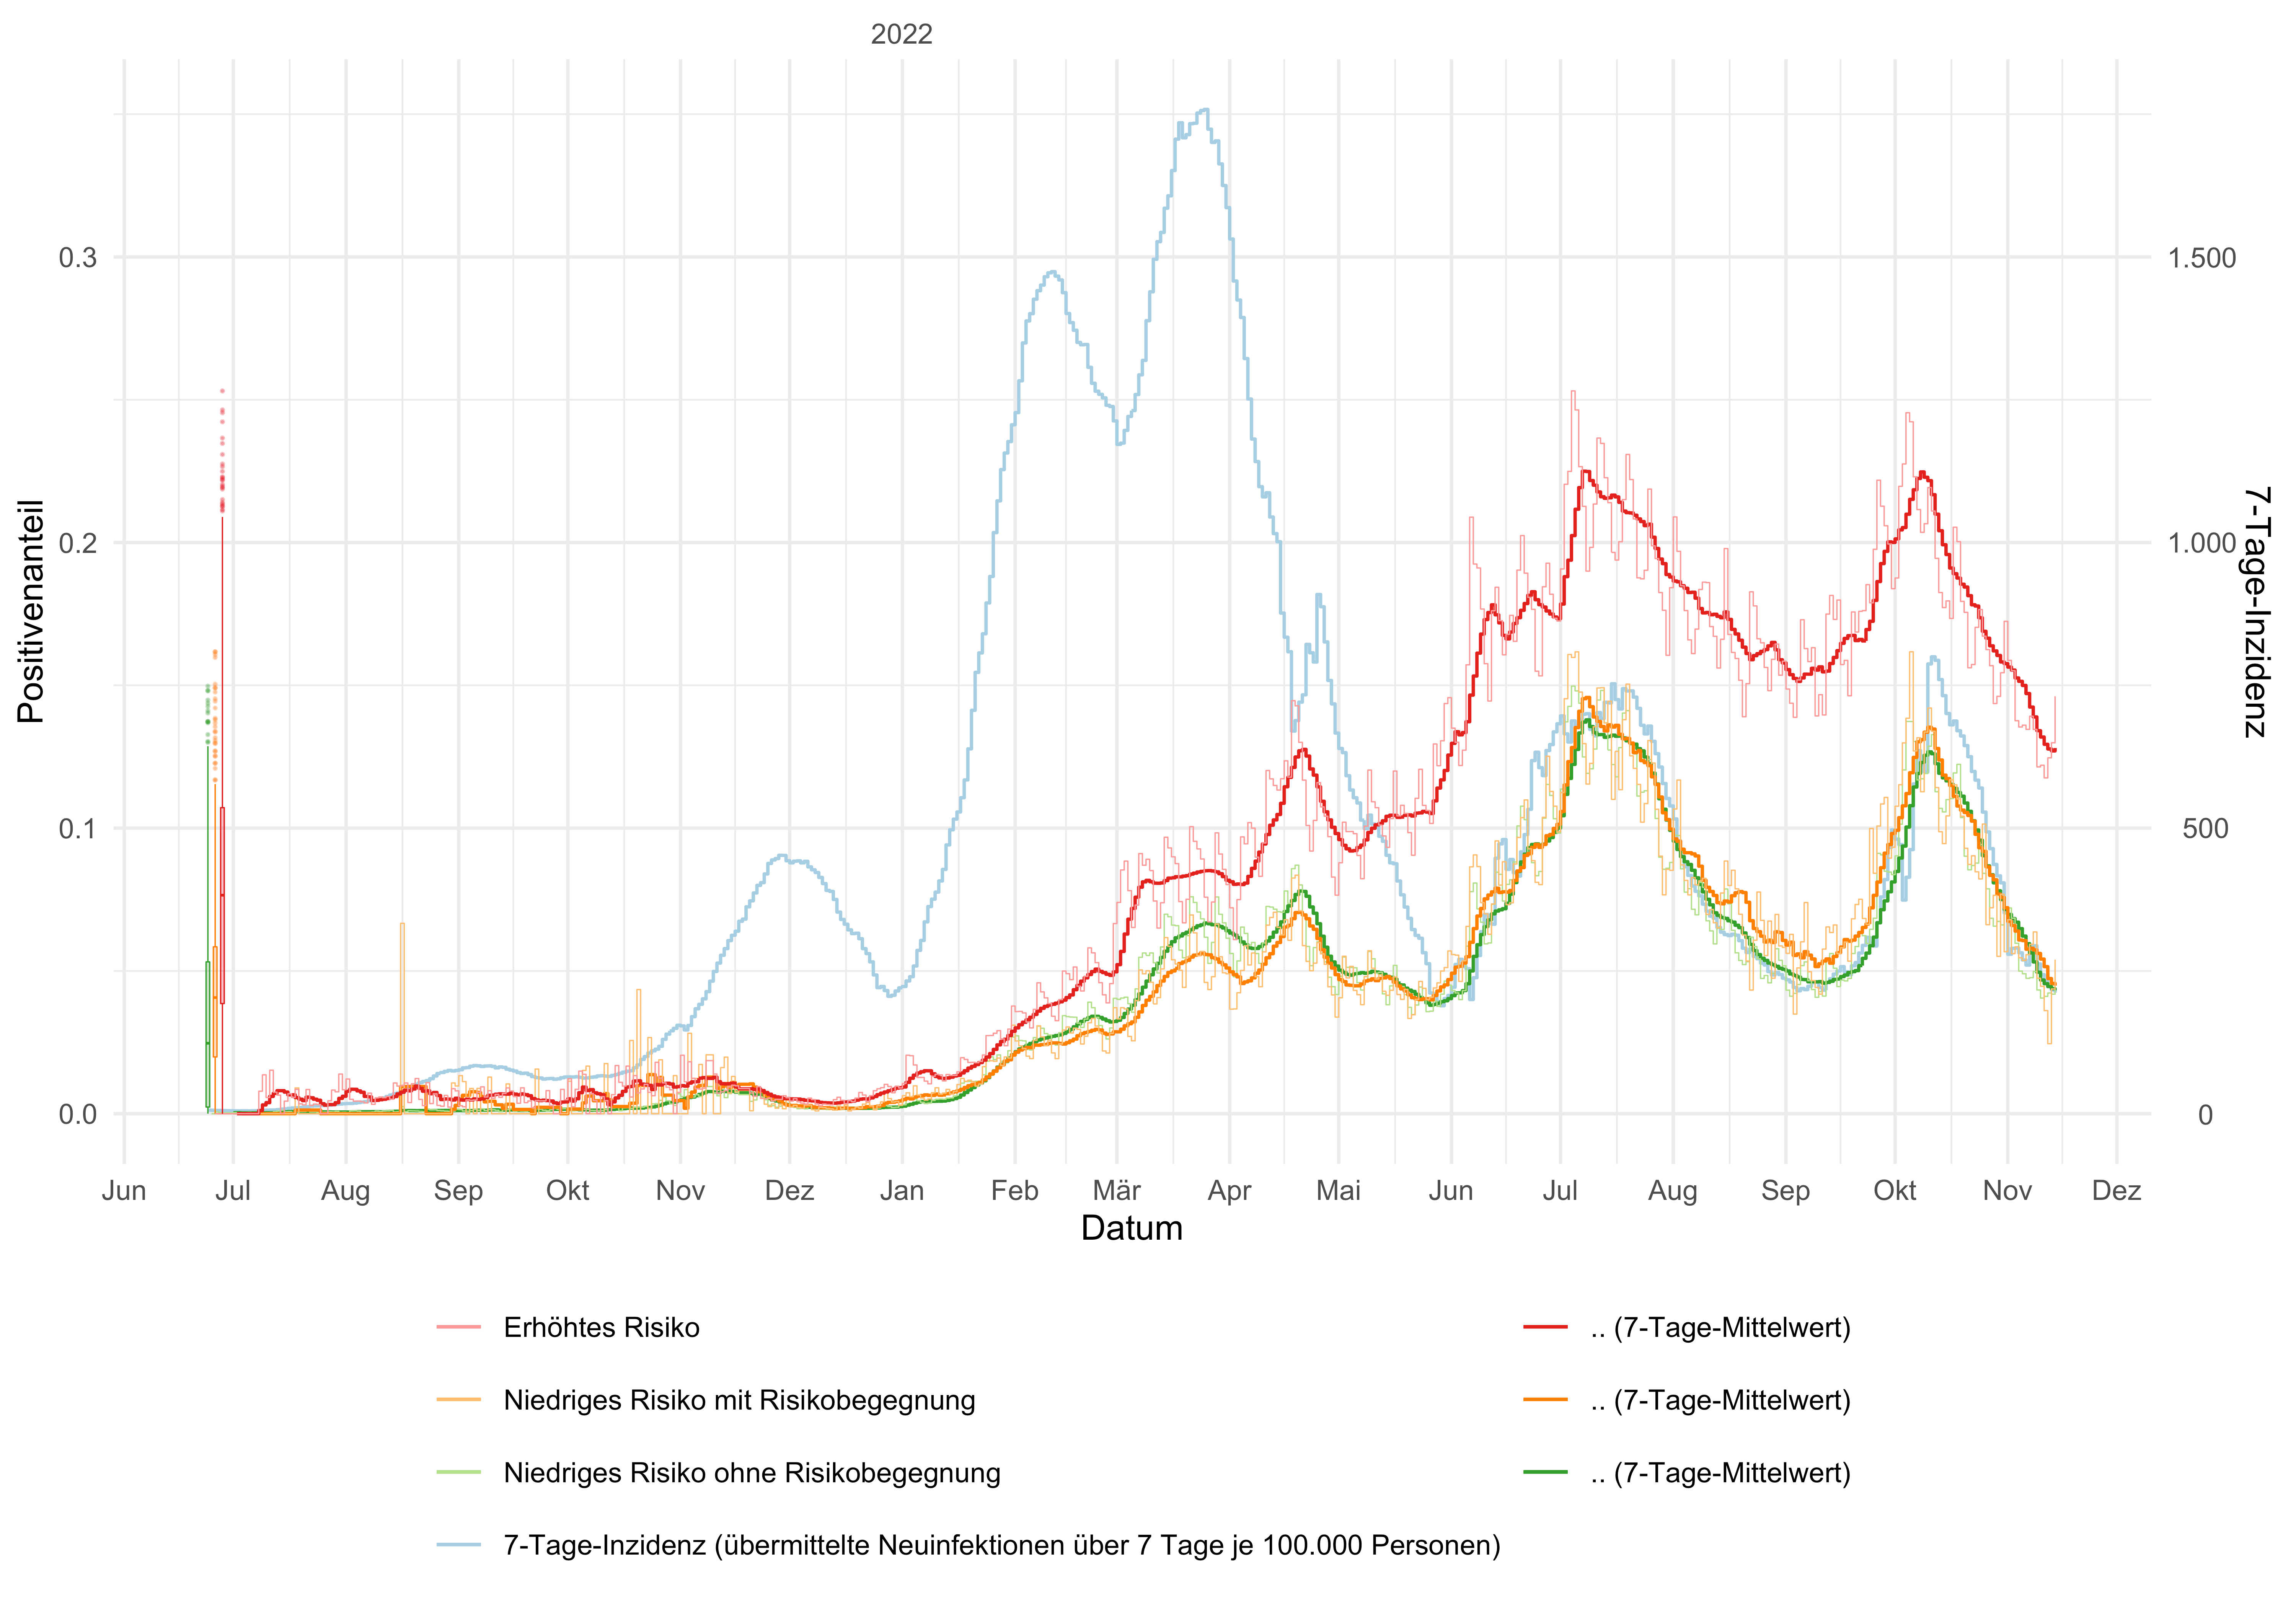 2022
0.3
0.2
0.1
0.0
Positivenanteil
1.500
1.000
500
0
7-Tage-Inzidenz
Jun Jul Aug Sep Okt Nov Dez Jan Feb Mär Apr Mai Jun Jul Aug Sep Okt Nov Dez
Datum
Erhöhtes Risiko .. (7-Tage-Mittelwert)
Niedriges Risiko mit Risikobegegnung .. (7-Tage-Mittelwert)
Niedriges Risiko ohne Risikobegegnung .. (7-Tage-Mittelwert)
7-Tage-Inzidenz (übermittelte Neuinfektionen über 7 Tage je 100.000 Personen)